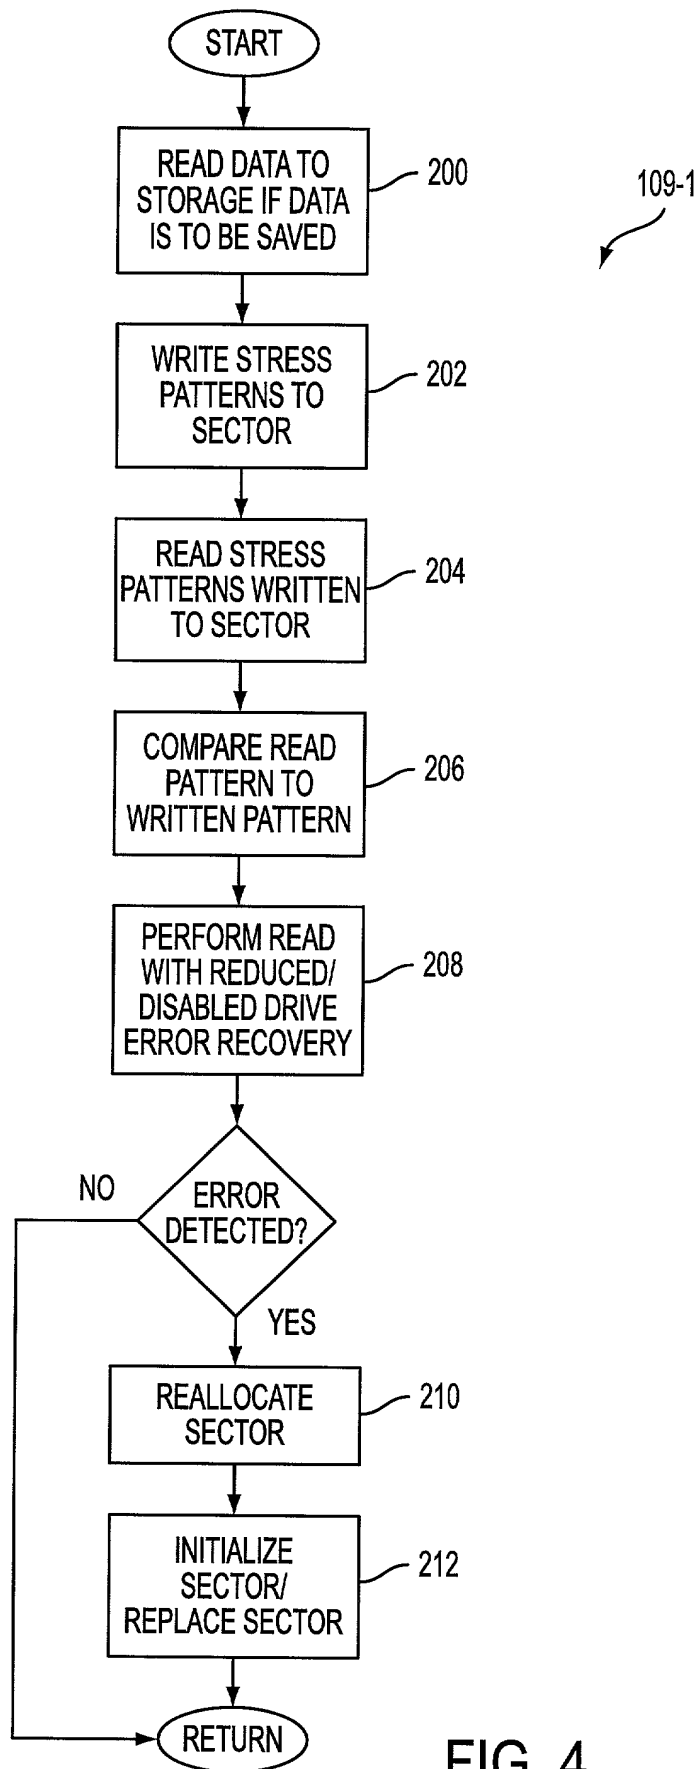 START
READ DATA TO
STORAGE IF DATA
IS TO BE SAVED
200
109-1
WRITE STRESS
PATTERNS TO
SECTOR
202
READ STRESS
PATTERNS WRITTEN
TO SECTOR
204
COMPARE READ
PATTERN TO
WRITTEN PATTERN
206
PERFORM READ
WITH REDUCED/
DISABLED DRIVE
ERROR RECOVERY
208
NO
ERROR
DETECTED?
YES
REALLOCATE
SECTOR
210
INITIALIZE
SECTOR/
REPLACE SECTOR
212
RETURN
FIG. 4